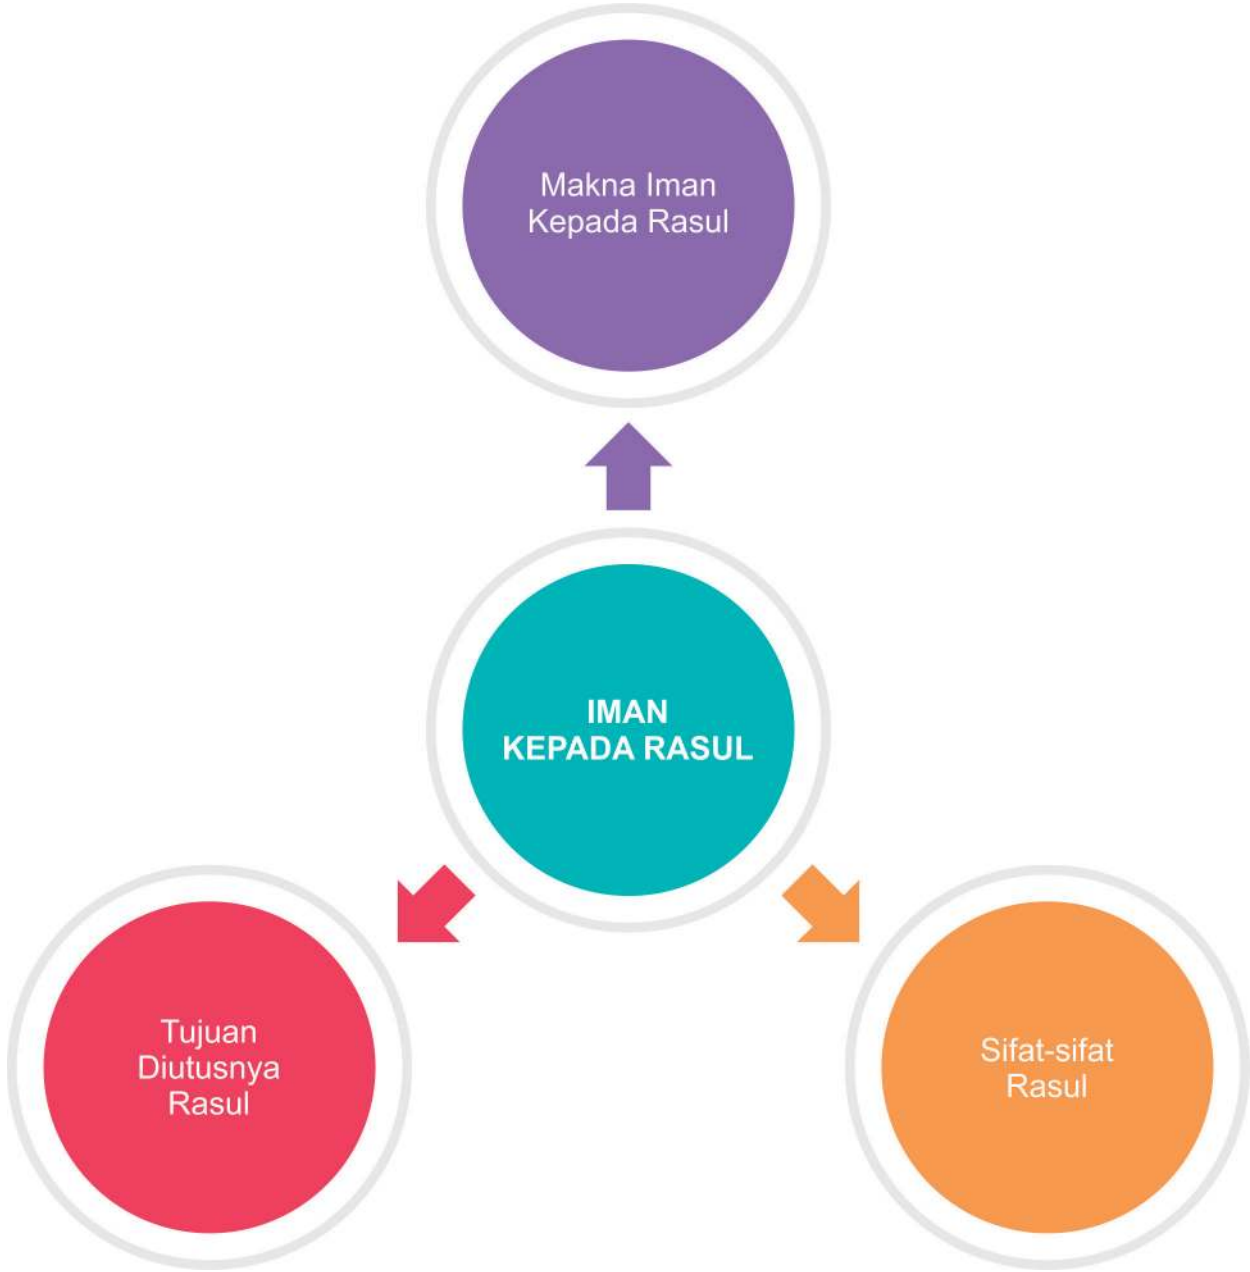 Makna Iman
Kepada Rasul
IMAN
KEPADA RASUL
Tujuan
Diutusnya
Rasul
Sifat-sifat
Rasul